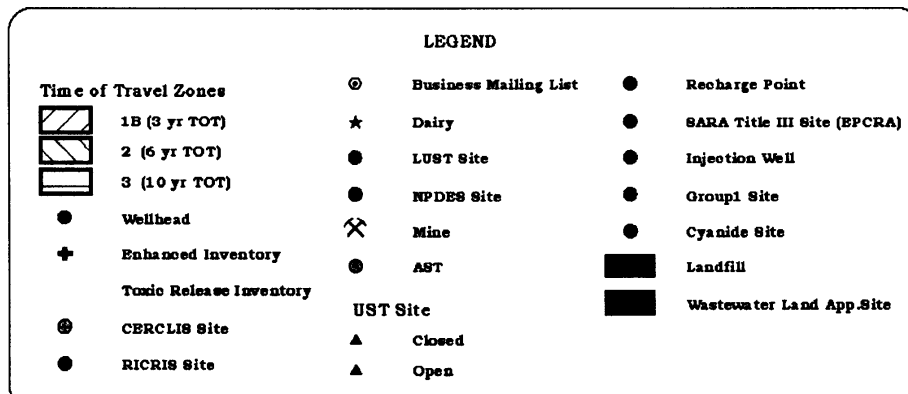 LEGEND
Time of Travel Zones
1B (3 yr TOT)
2 (6 yr TOT)
3 (10 yr TOT)
Wellhead
Enhanced Inventory
Toxic Release Inventory
CERCLIS Site
RICRIS Site
Business Mailing List
Dairy
LUST Site
NPDES Site
Mine
AST
UST Site
Closed
Open
Recharge Point
SARA Title III Site (EPCRA)
Injection Well
Group1 Site
Cyanide Site
Landfill
Wastewater Land App.Site